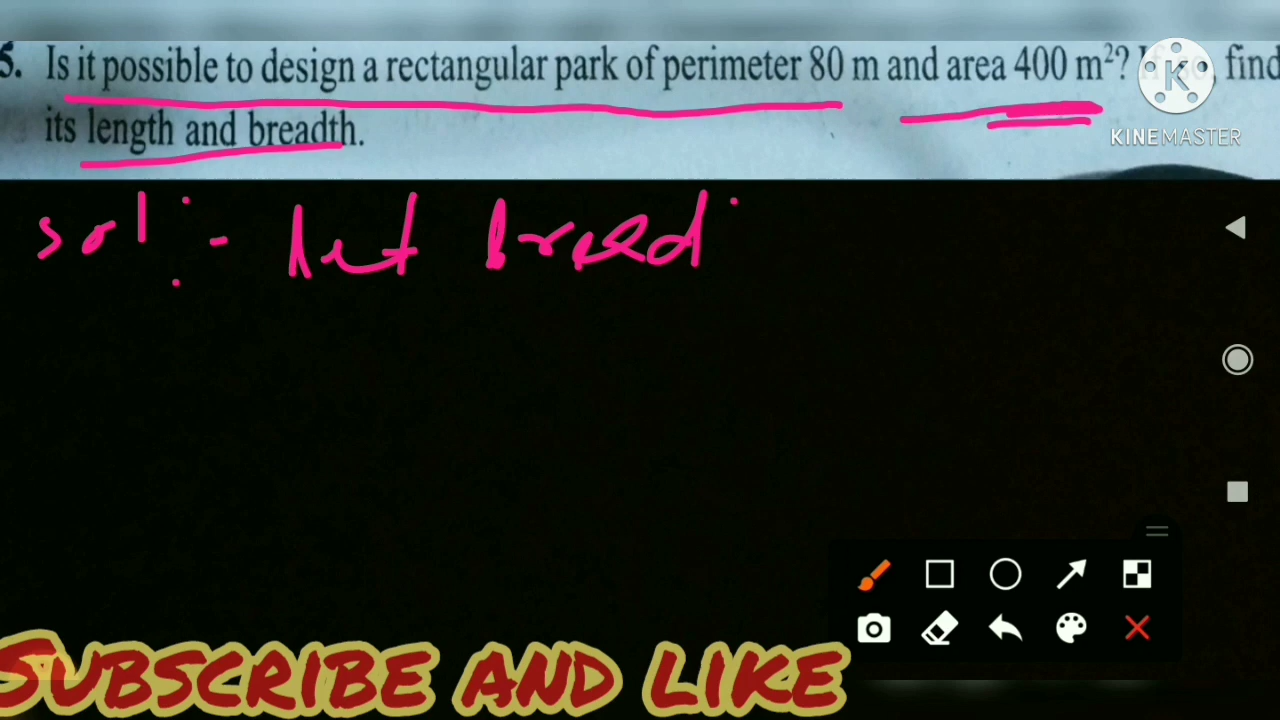 5. Is it possible to design a rectangular park of perimeter 80 m and area 400 m²? If so, find
its length and breadth.
KINEMASTER
K
sol :- let bread
SUBSCRIBE AND LIKE